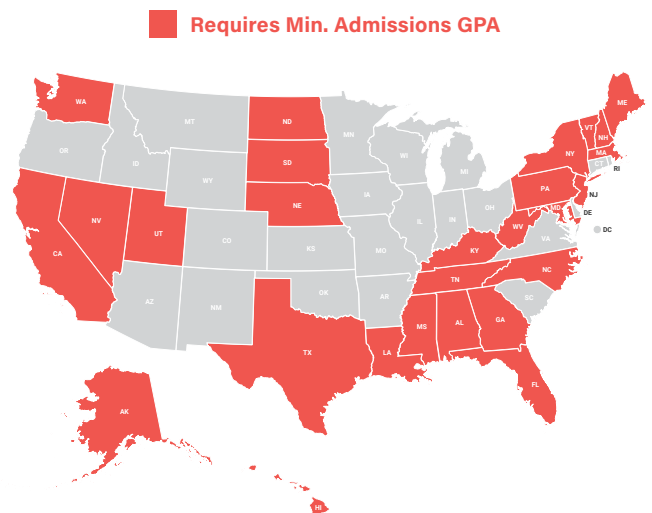 Requires Min. Admissions GPA
WA
MT
ND
MN
ME
OR
ID
WY
SD
WI
MI
VT
NH
NY
MA
CT
RI
NV
UT
CO
NE
IA
IL
IN
OH
PA
NJ
MD
DE
DC
CA
KS
MO
KY
WV
VA
AZ
NM
OK
AR
TN
NC
SC
TX
LA
MS
AL
GA
FL
AK
HI